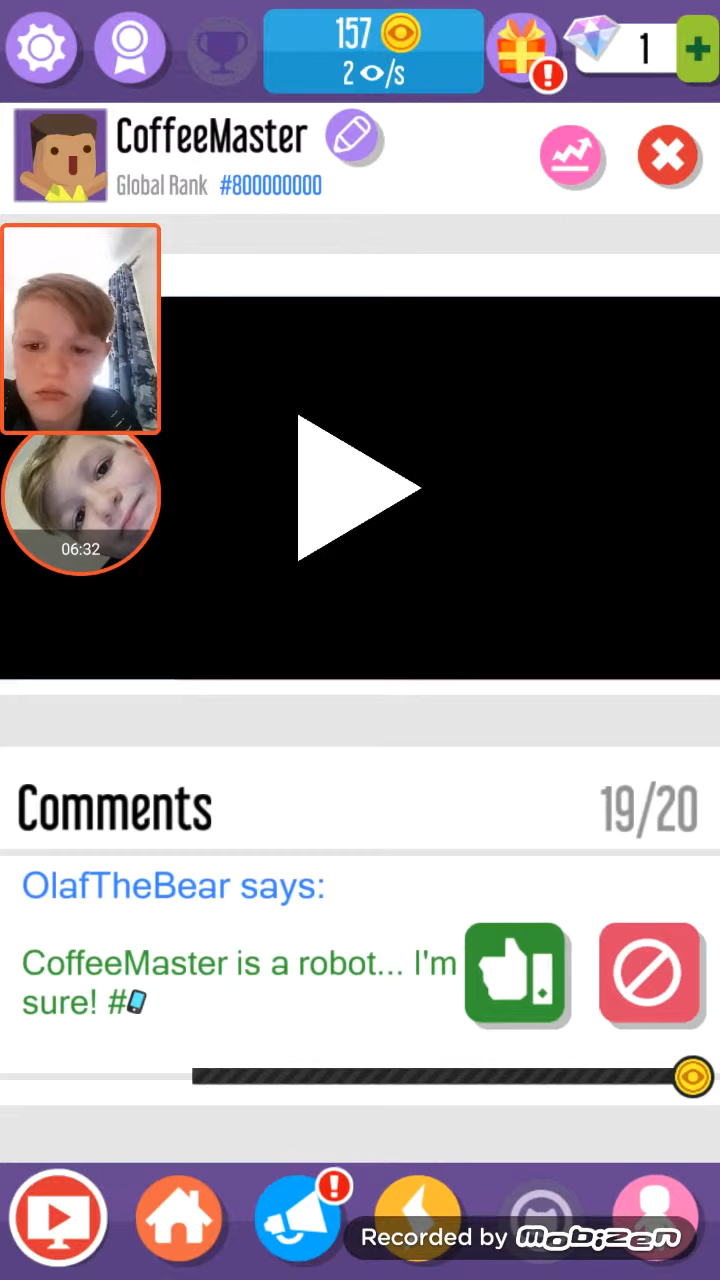 157
2 /s
1
CoffeeMaster
Global Rank #800000000
06:32
Comments 19/20
OlafTheBear says:
CoffeeMaster is a robot... I'm
sure! #
Recorded by mobizen